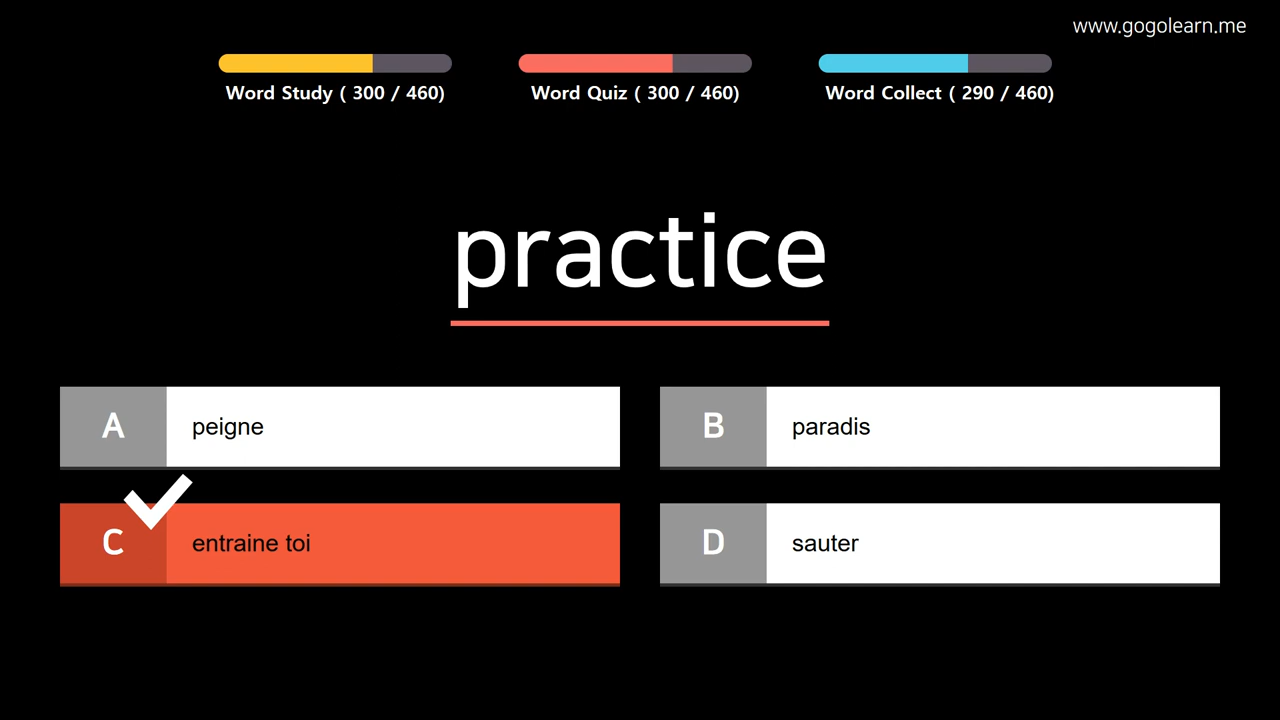 www.gogolearn.me
Word Study ( 300 / 460)
Word Quiz ( 300 / 460)
Word Collect ( 290 / 460)
practice
A
peigne
B
paradis
C
entraine toi
D
sauter